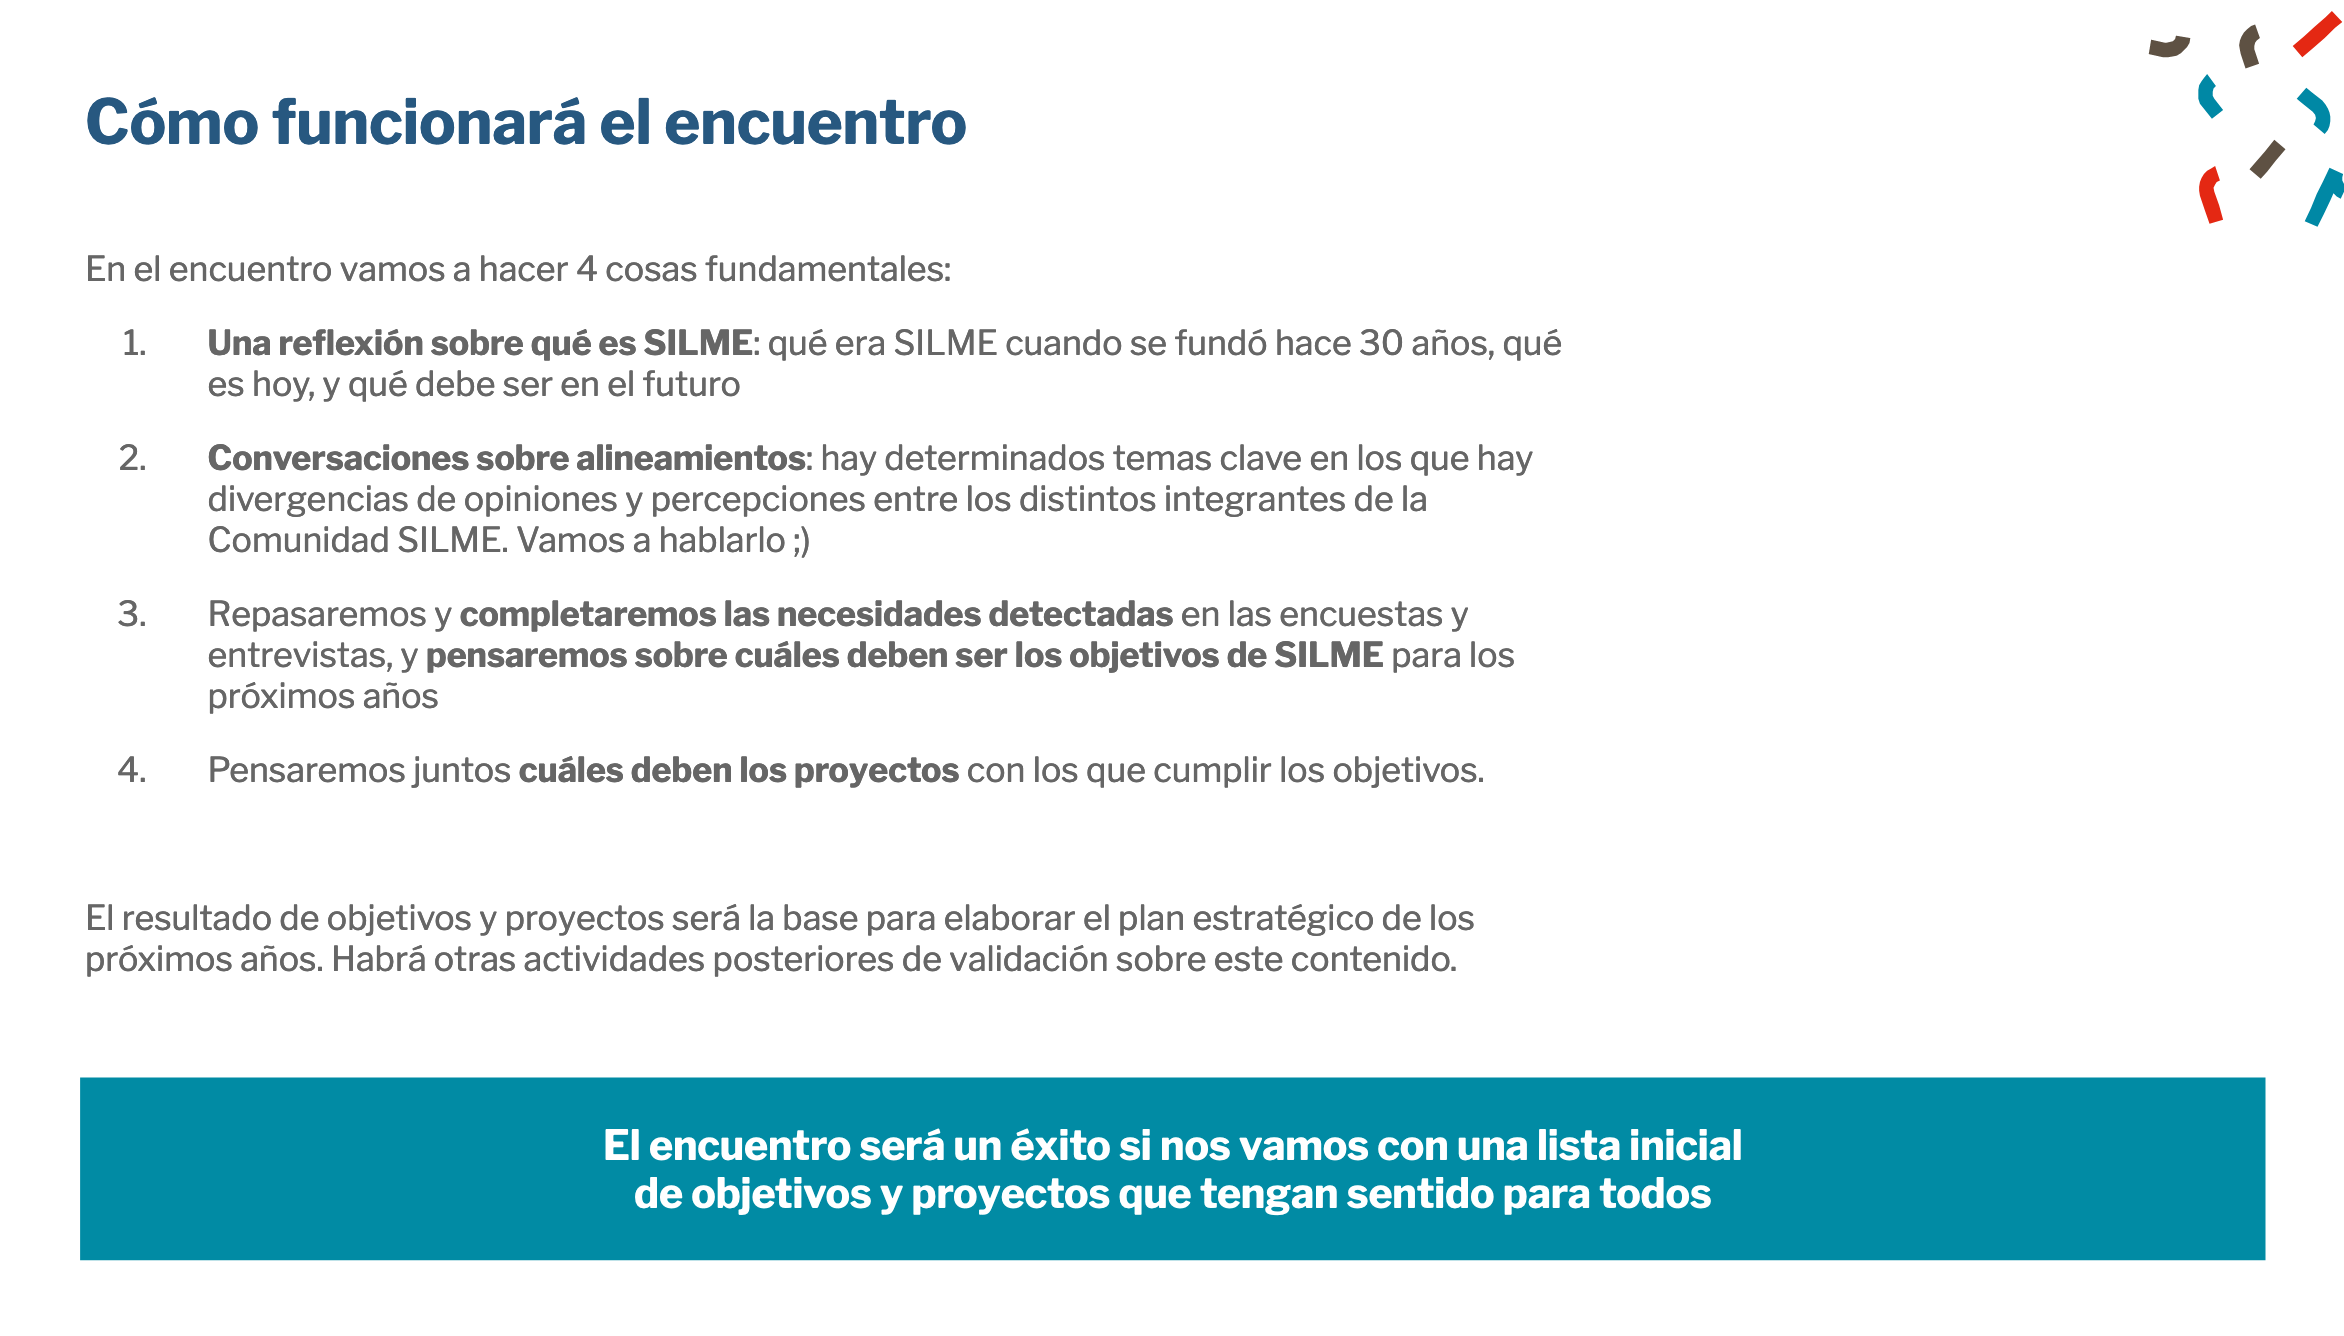 Cómo funcionará el encuentro
En el encuentro vamos a hacer 4 cosas fundamentales:
1. Una reflexión sobre qué es SILME: qué era SILME cuando se fundó hace 30 años, qué
es hoy, y qué debe ser en el futuro
2. Conversaciones sobre alineamientos: hay determinados temas clave en los que hay
divergencias de opiniones y percepciones entre los distintos integrantes de la
Comunidad SILME. Vamos a hablarlo ;)
3. Repasaremos y completaremos las necesidades detectadas en las encuestas y
entrevistas, y pensaremos sobre cuáles deben ser los objetivos de SILME para los
próximos años
4. Pensaremos juntos cuáles deben los proyectos con los que cumplir los objetivos.
El resultado de objetivos y proyectos será la base para elaborar el plan estratégico de los
próximos años. Habrá otras actividades posteriores de validación sobre este contenido.
El encuentro será un éxito si nos vamos con una lista inicial
de objetivos y proyectos que tengan sentido para todos